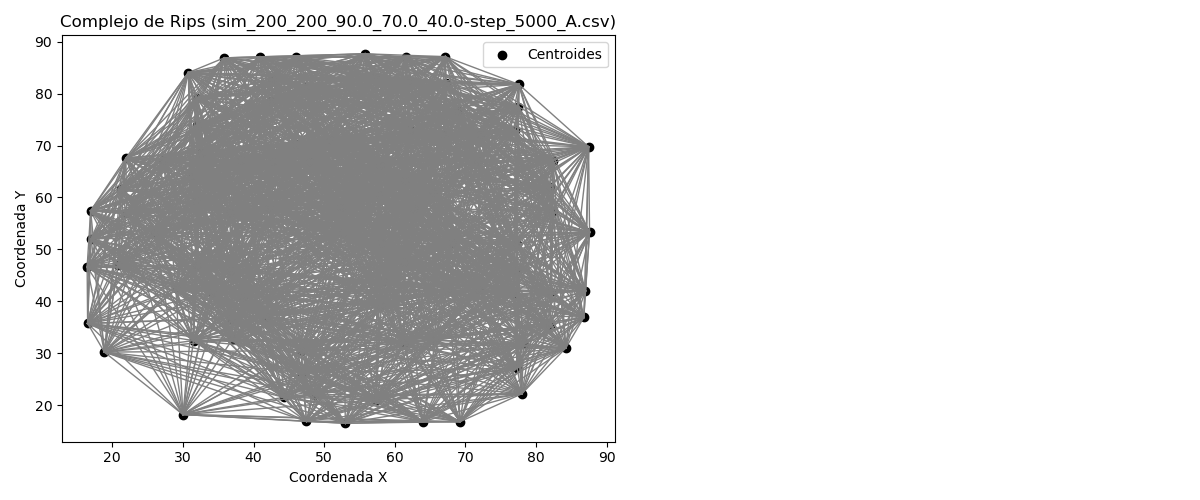 Complejo de Rips (sim_200_200_90.0_70.0_40.0-step_5000_A.csv)
Centroides
90
80
70
60
50
40
30
20
Coordenada Y
20 30 40 50 60 70 80 90
Coordenada X